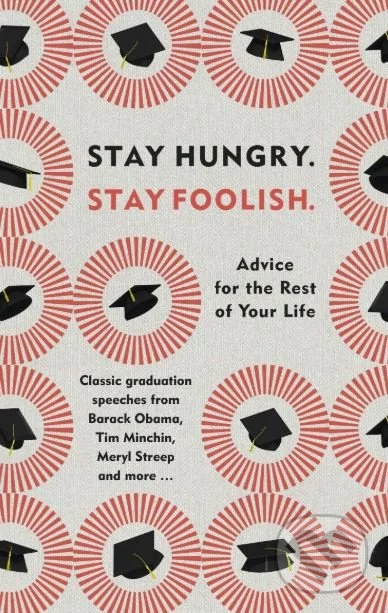 STAY HUNGRY.
STAY FOOLISH.
Advice
for the Rest
of Your Life
Classic graduation
speeches from
Barack Obama,
Tim Minchin,
Meryl Streep
and more ...